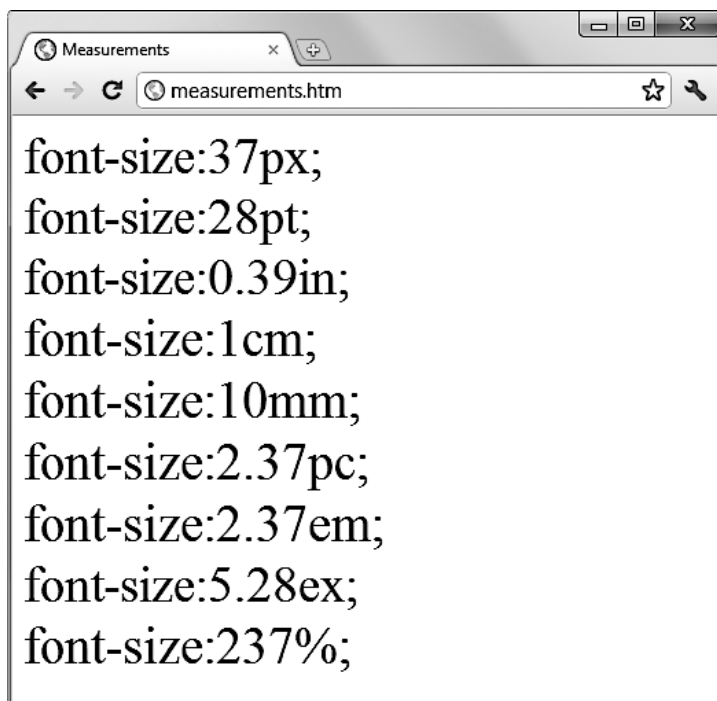 Measurements
measurements.htm
font-size:37px;
font-size:28pt;
font-size:0.39in;
font-size:1cm;
font-size:10mm;
font-size:2.37pc;
font-size:2.37em;
font-size:5.28ex;
font-size:237%;